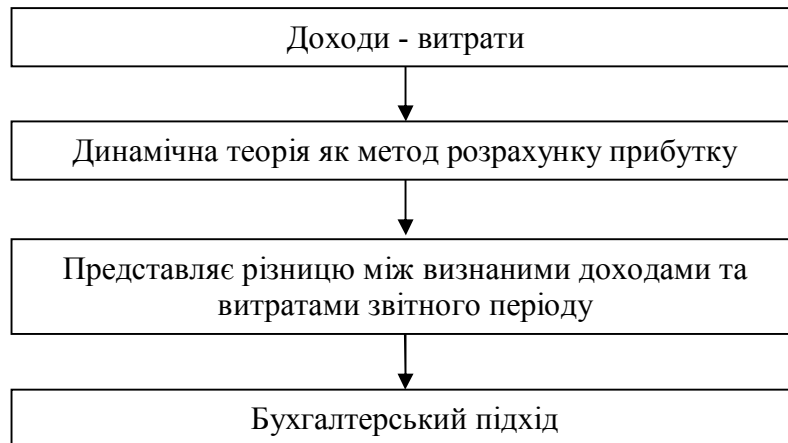 Доходи - витрати
Динамічна теорія як метод розрахунку прибутку
Представляє різницю між визнаними доходами та
витратами звітного періоду
Бухгалтерський підхід